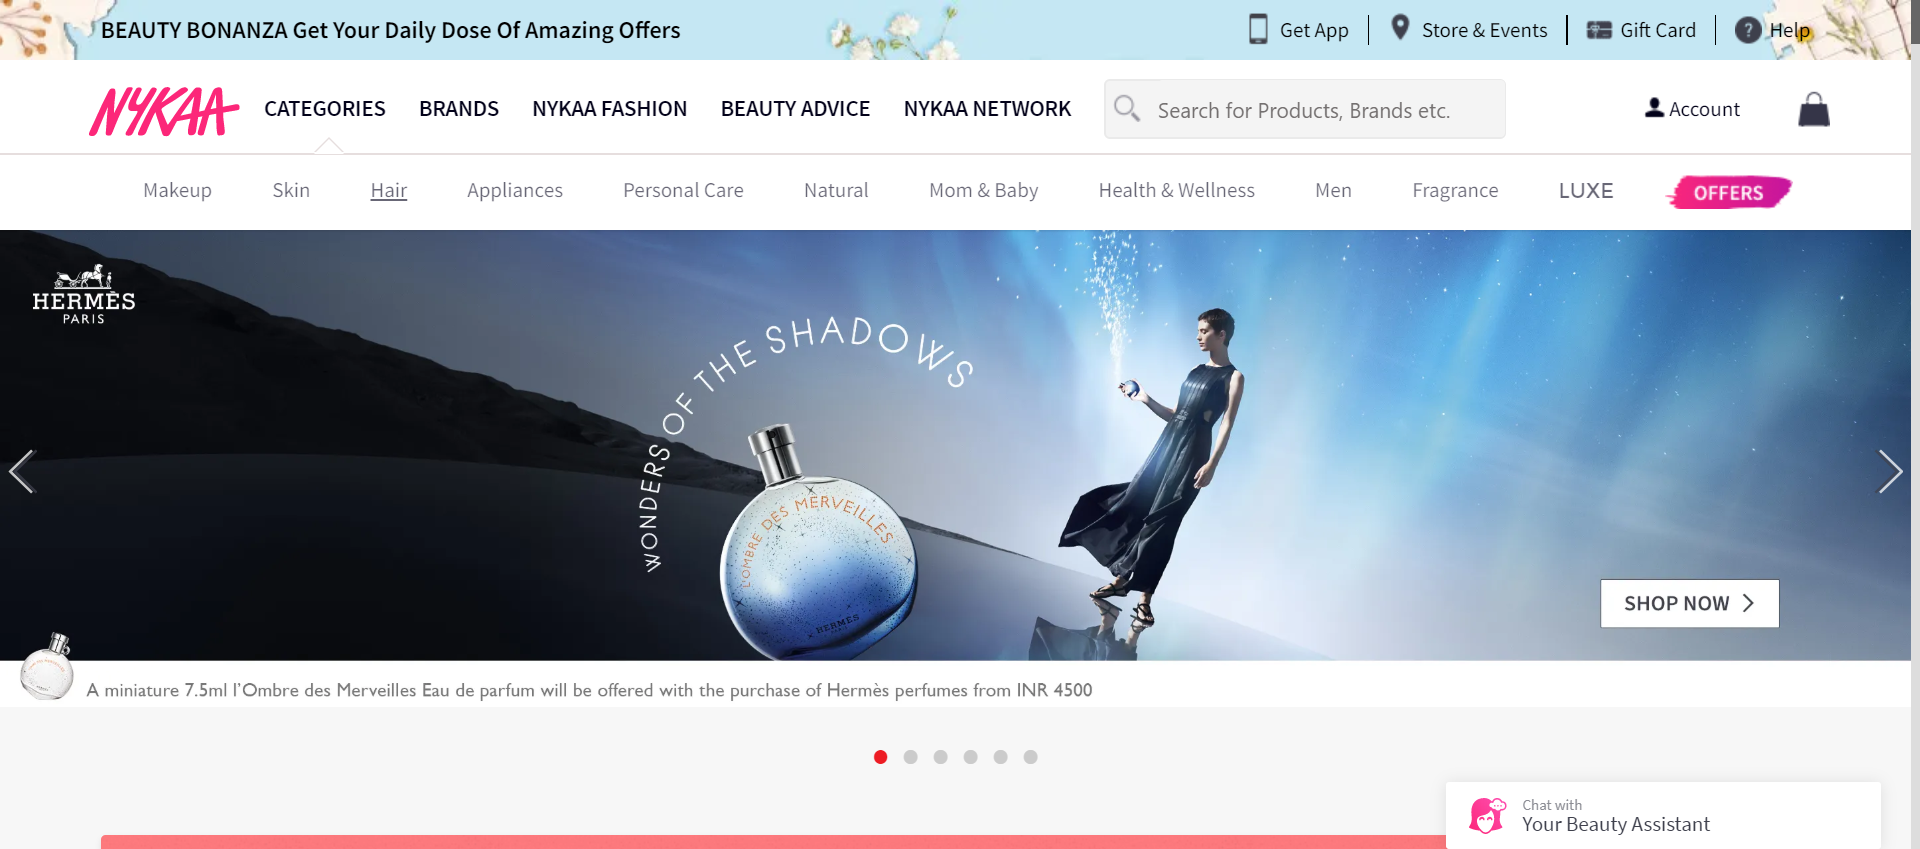 BEAUTY BONANZA Get Your Daily Dose Of Amazing Offers
Get App
Store & Events
Gift Card
? Help
NYKAA
CATEGORIES
BRANDS
NYKAA FASHION
BEAUTY ADVICE
NYKAA NETWORK
Search for Products, Brands etc.
Account
Makeup
Skin
Hair
Appliances
Personal Care
Natural
Mom & Baby
Health & Wellness
Men
Fragrance
LUXE
OFFERS
HERMÈS
PARIS
WONDERS OF THE SHADOWS
L'OMBRE DES MERVEILLES
HERMÈS
SHOP NOW
A miniature 7.5ml l'Ombre des Merveilles Eau de parfum will be offered with the purchase of Hermès perfumes from INR 4500
Chat with
Your Beauty Assistant